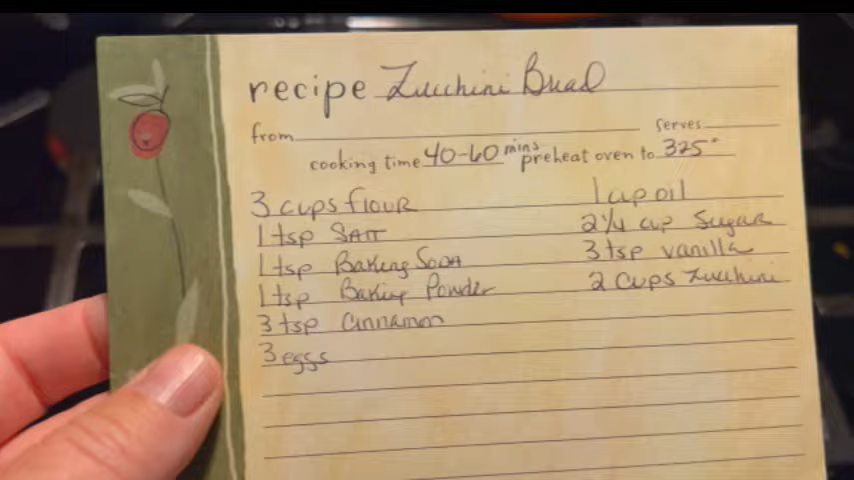 recipe Zucchini Bread
from serves
cooking time 40-60 mins preheat oven to 325°
3 cups flour
1 tsp SALT
1 tsp Baking SODA
1 tsp Baking Powder
3 tsp Cinnamon
3 eggs
1 cup oil
2 1/4 cup Sugar
3 tsp vanilla
2 cups Zucchini